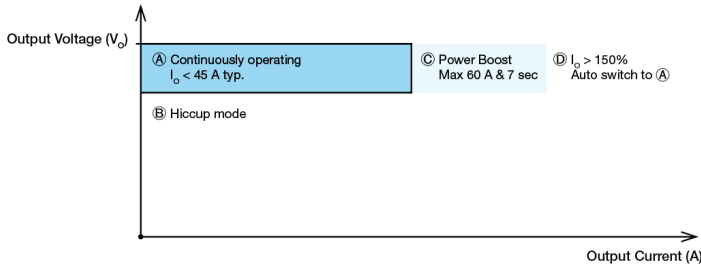 Output Voltage (Vo)
Ⓐ Continuously operating
Io < 45 A typ.
Ⓒ Power Boost
Max 60 A & 7 sec
Ⓓ Io > 150%
Auto switch to Ⓐ
Ⓑ Hiccup mode
Output Current (A)